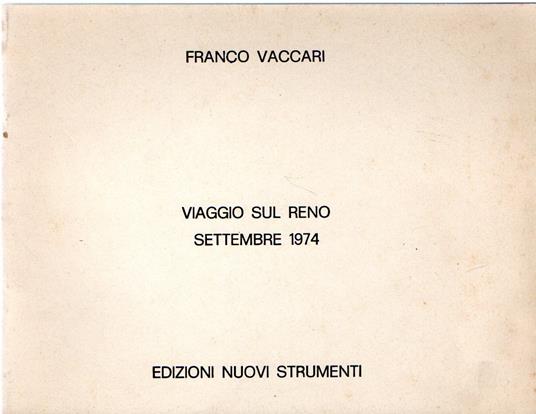 FRANCO VACCARI
VIAGGIO SUL RENO
SETTEMBRE 1974
EDIZIONI NUOVI STRUMENTI